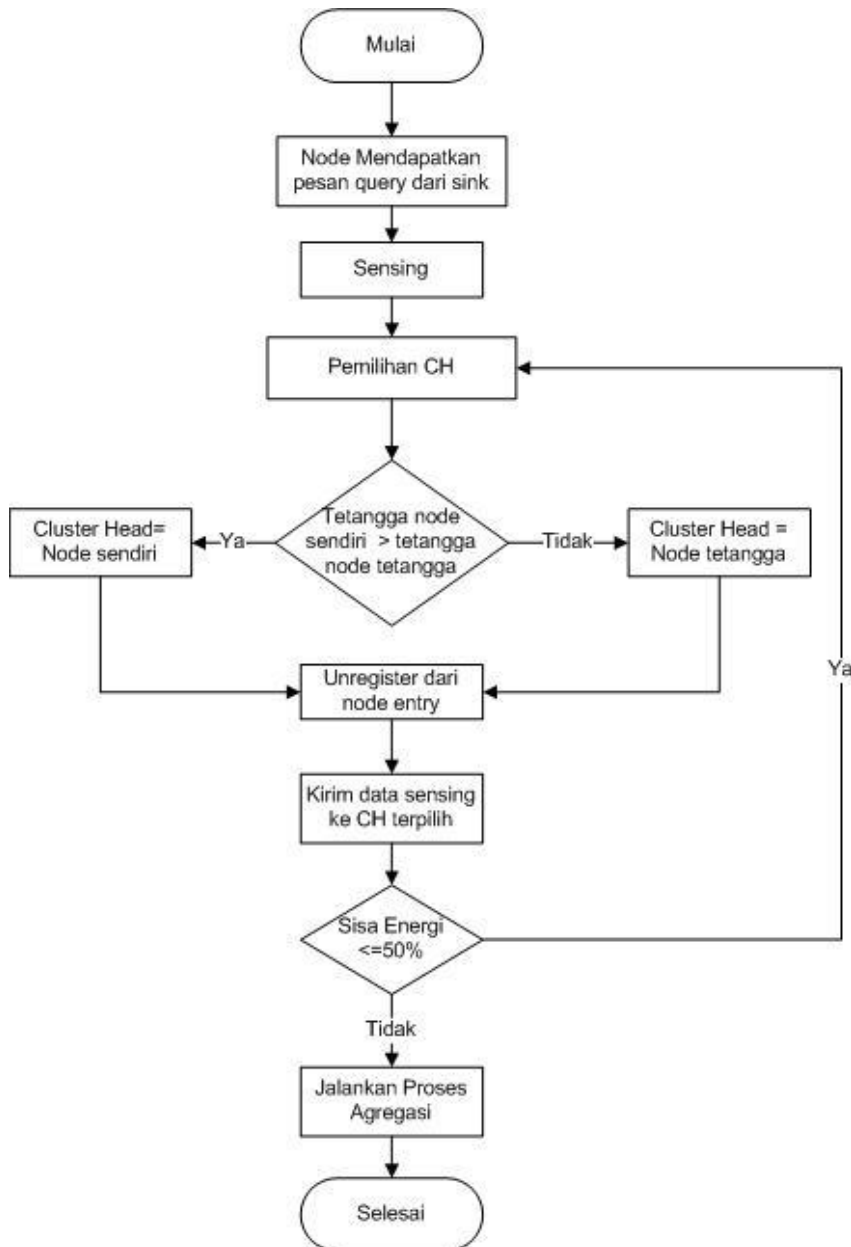 Mulai
Node Mendapatkan
pesan query dari sink
Sensing
Pemilihan CH
Tetangga node
sendiri > tetangga
node tetangga
Ya
Tidak
Cluster Head=
Node sendiri
Cluster Head =
Node tetangga
Unregister dari
node entry
Ya
Kirim data sensing
ke CH terpilih
Sisa Energi
<=50%
Tidak
Jalankan Proses
Agregasi
Selesai